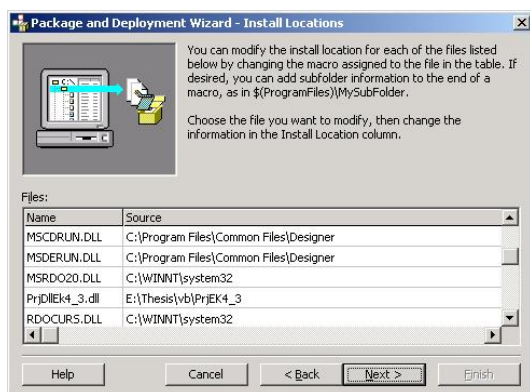 Package and Deployment Wizard - Install Locations
You can modify the install location for each of the files listed
below by changing the macro assigned to the file in the table. If
desired, you can add subfolder information to the end of a
macro, as in $(ProgramFiles)\MySubFolder.
Choose the file you want to modify, then change the
information in the Install Location column.
Files:
Name Source
MSCDRUN.DLL C:\Program Files\Common Files\Designer
MSDERUN.DLL C:\Program Files\Common Files\Designer
MSRDO20.DLL C:\WINNT\system32
PrjDllEk4_3.dll E:\Thesis\vb\PrjEK4_3
RDOCURS.DLL C:\WINNT\system32
Help Cancel < Back Next > Finish